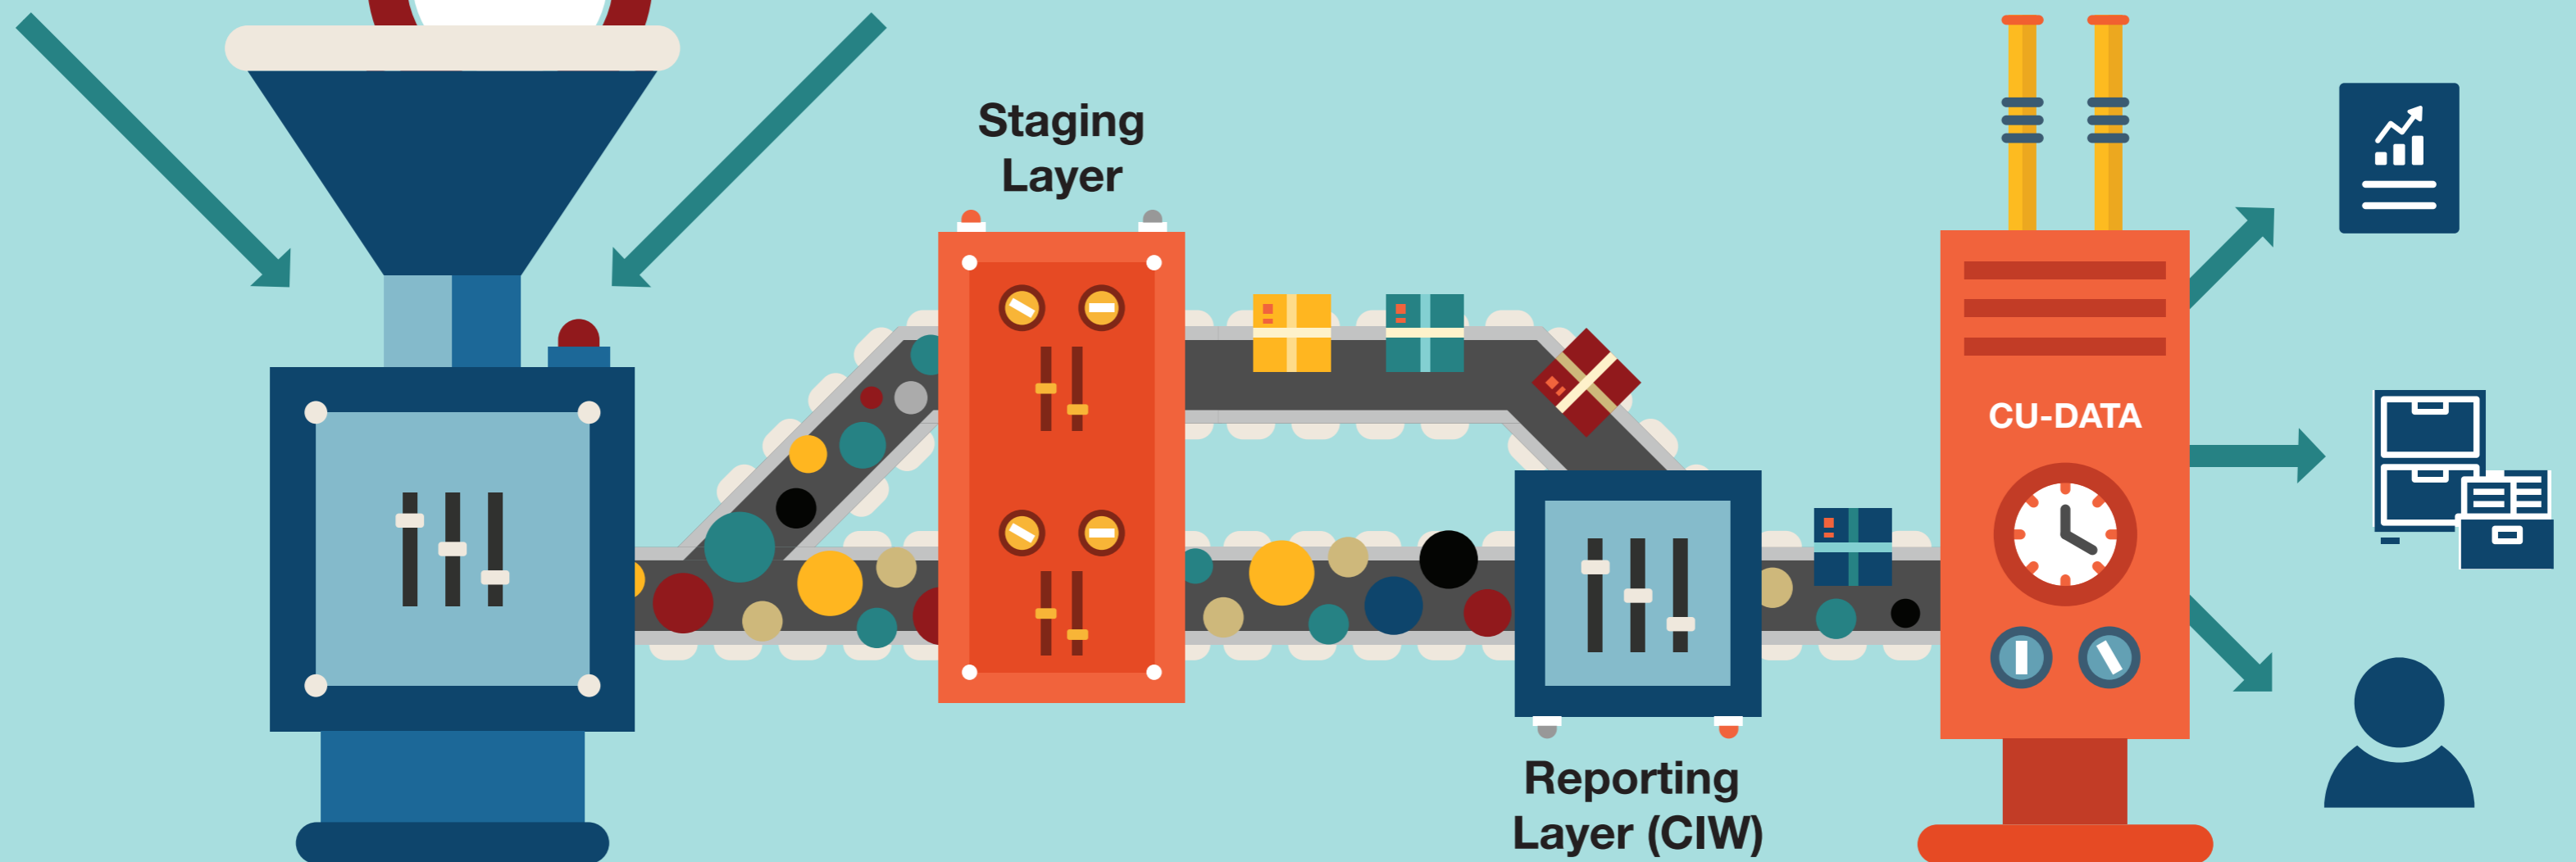 Staging
Layer
CU-DATA
Reporting
Layer (CIW)